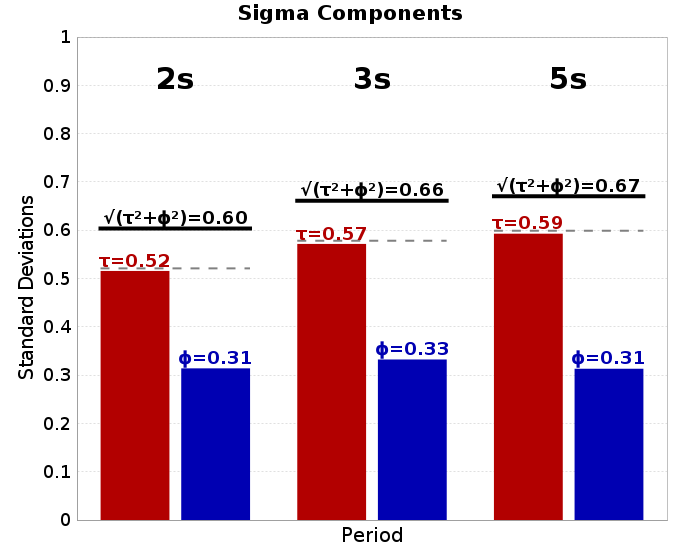 Sigma Components
1
0.9
0.8
0.7
0.6
0.5
0.4
0.3
0.2
0.1
0
Standard Deviations
2s
3s
5s
√(τ²+ϕ²)=0.60
√(τ²+ϕ²)=0.66
√(τ²+ϕ²)=0.67
τ=0.52
τ=0.57
τ=0.59
ϕ=0.31
ϕ=0.33
ϕ=0.31
Period